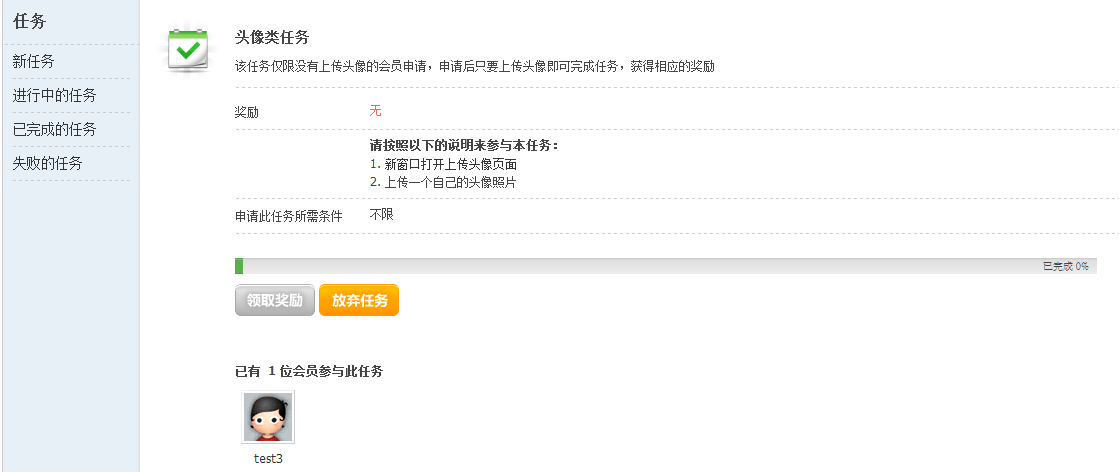 任务
新任务
进行中的任务
已完成的任务
失败的任务
头像类任务
该任务仅限没有上传头像的会员申请，申请后只要上传头像即可完成任务，获得相应的奖励
奖励 无
请按照以下的说明来参与本任务：
1. 新窗口打开上传头像页面
2. 上传一个自己的头像照片
申请此任务所需条件 不限
已完成 0%
领取奖励 放弃任务
已有 1 位会员参与此任务
test3